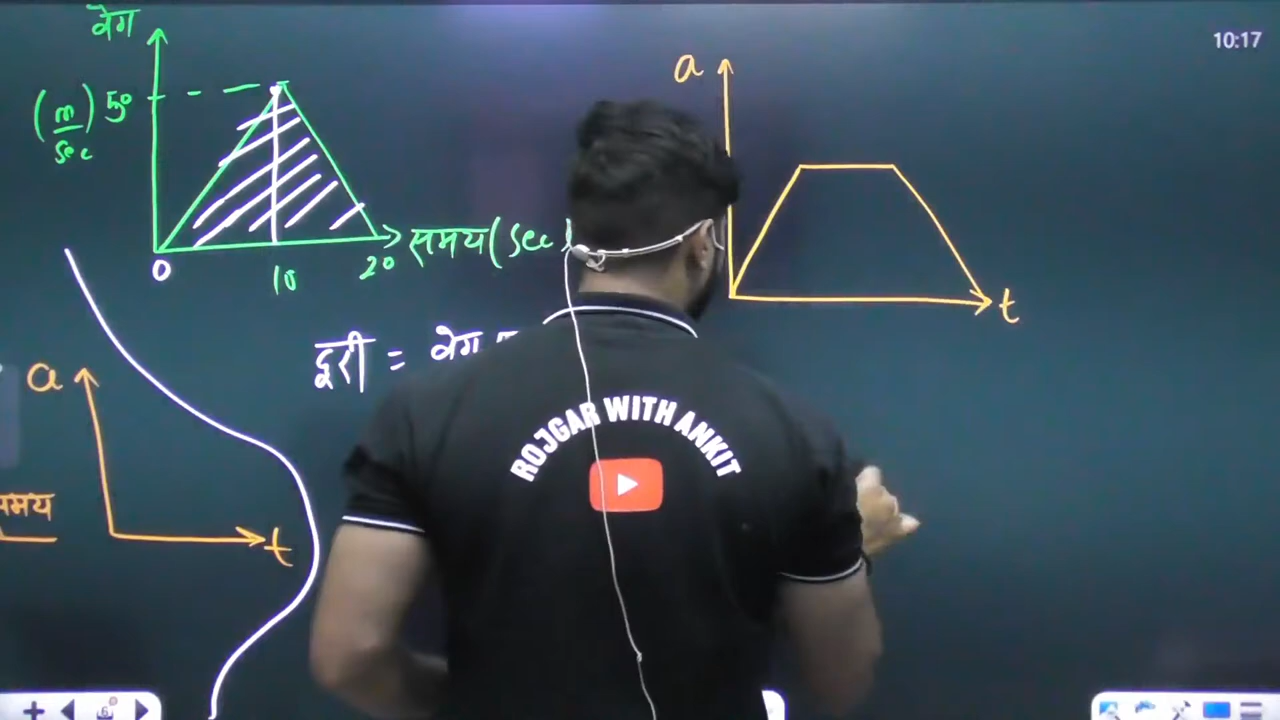 वेग
10:17
a
(m/sec) 50
समय (sec)
0
10
20
t
दूरी = वेग
a
समय
t
ROJGAR WITH ANKIT